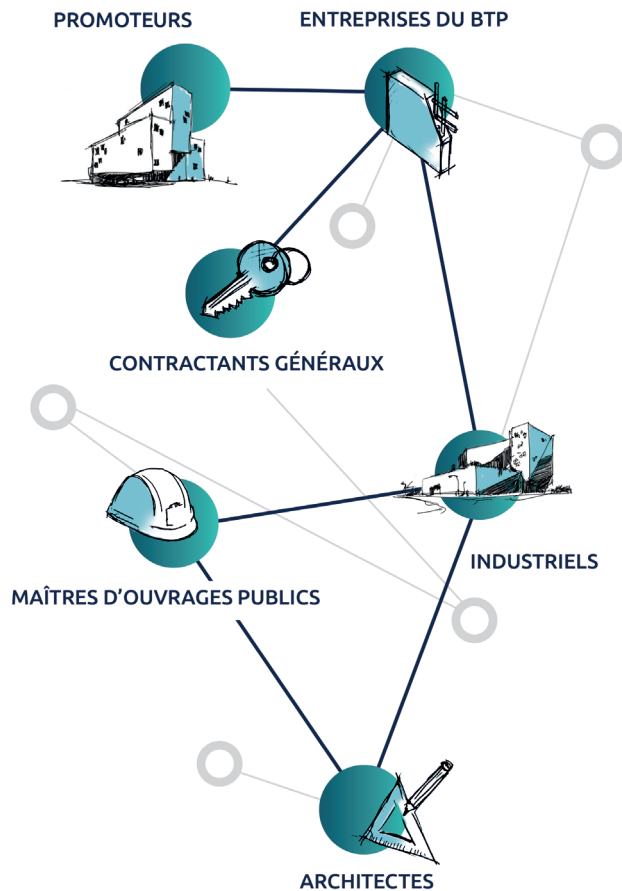 PROMOTEURS
ENTREPRISES DU BTP
CONTRACTANTS GÉNÉRAUX
INDUSTRIELS
MAÎTRES D’OUVRAGES PUBLICS
ARCHITECTES